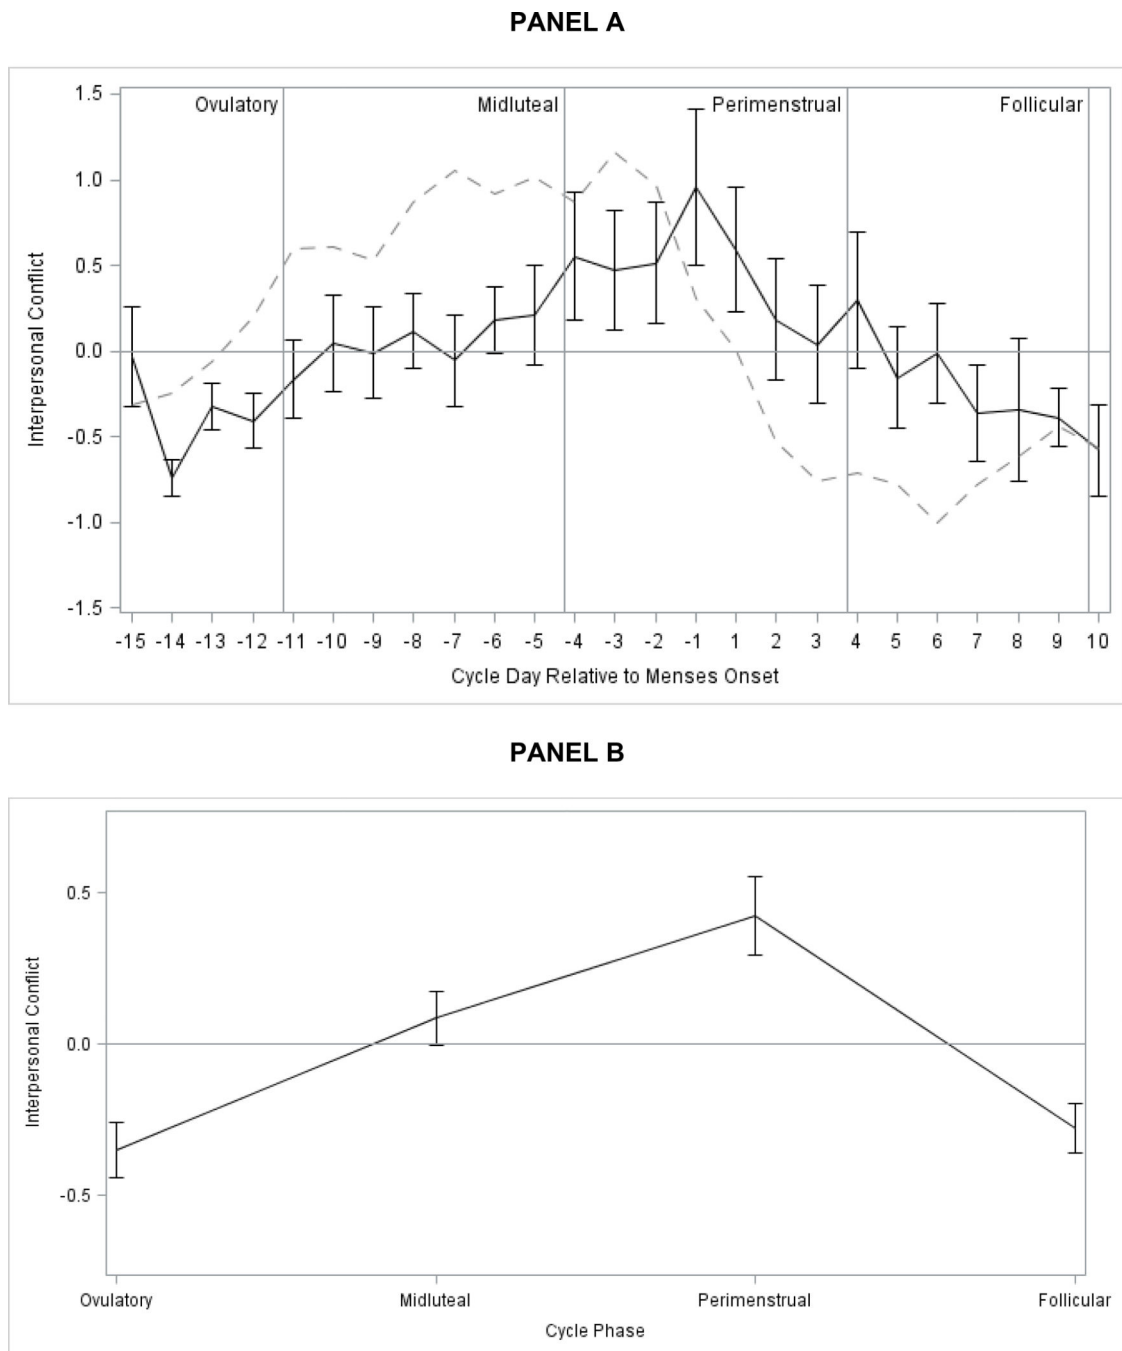 PANEL A
1.5
Ovulatory Midluteal Perimenstrual Follicular
1.0
0.5
0.0
-0.5
-1.0
-1.5
Interpersonal Conflict
-15 -14 -13 -12 -11 -10 -9 -8 -7 -6 -5 -4 -3 -2 -1 1 2 3 4 5 6 7 8 9 10
Cycle Day Relative to Menses Onset
PANEL B
0.5
0.0
-0.5
Interpersonal Conflict
Ovulatory Midluteal Perimenstrual Follicular
Cycle Phase